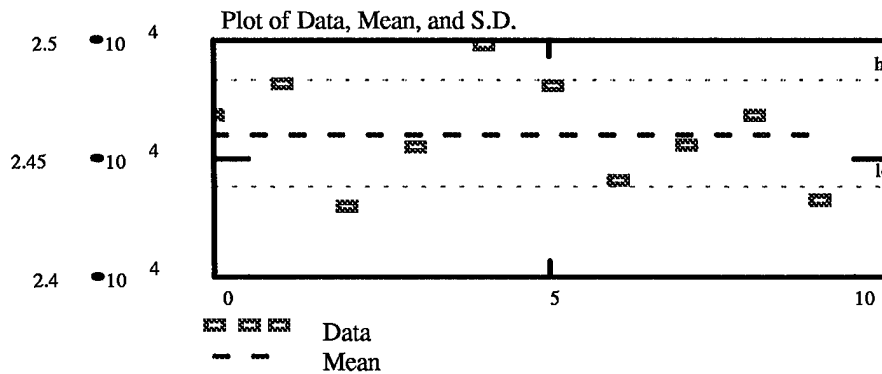 Plot of Data, Mean, and S.D.
2.5 •10 4
h
2.45 •10 4
l
2.4 •10 4
0 5 10
Data
Mean